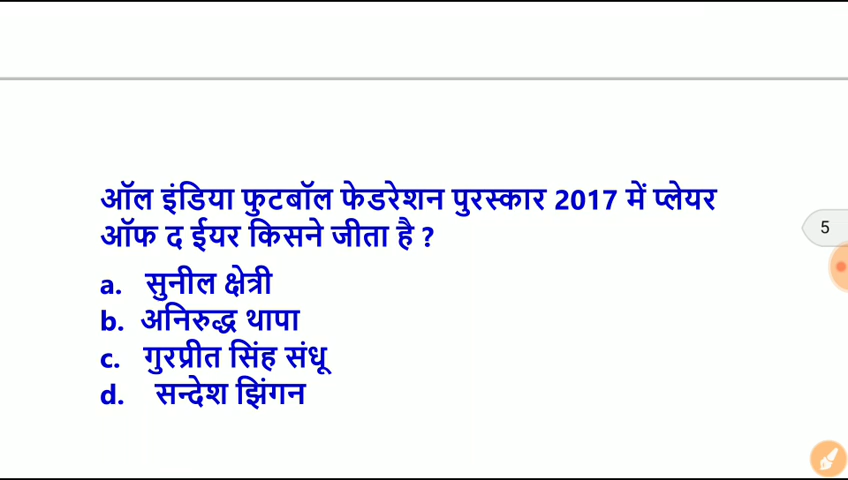 ऑल इंडिया फुटबॉल फेडरेशन पुरस्कार 2017 में प्लेयर
ऑफ द ईयर किसने जीता है ?
5
a. सुनील क्षेत्री
b. अनिरुद्ध थापा
c. गुरप्रीत सिंह संधू
d. सन्देश झिंगन